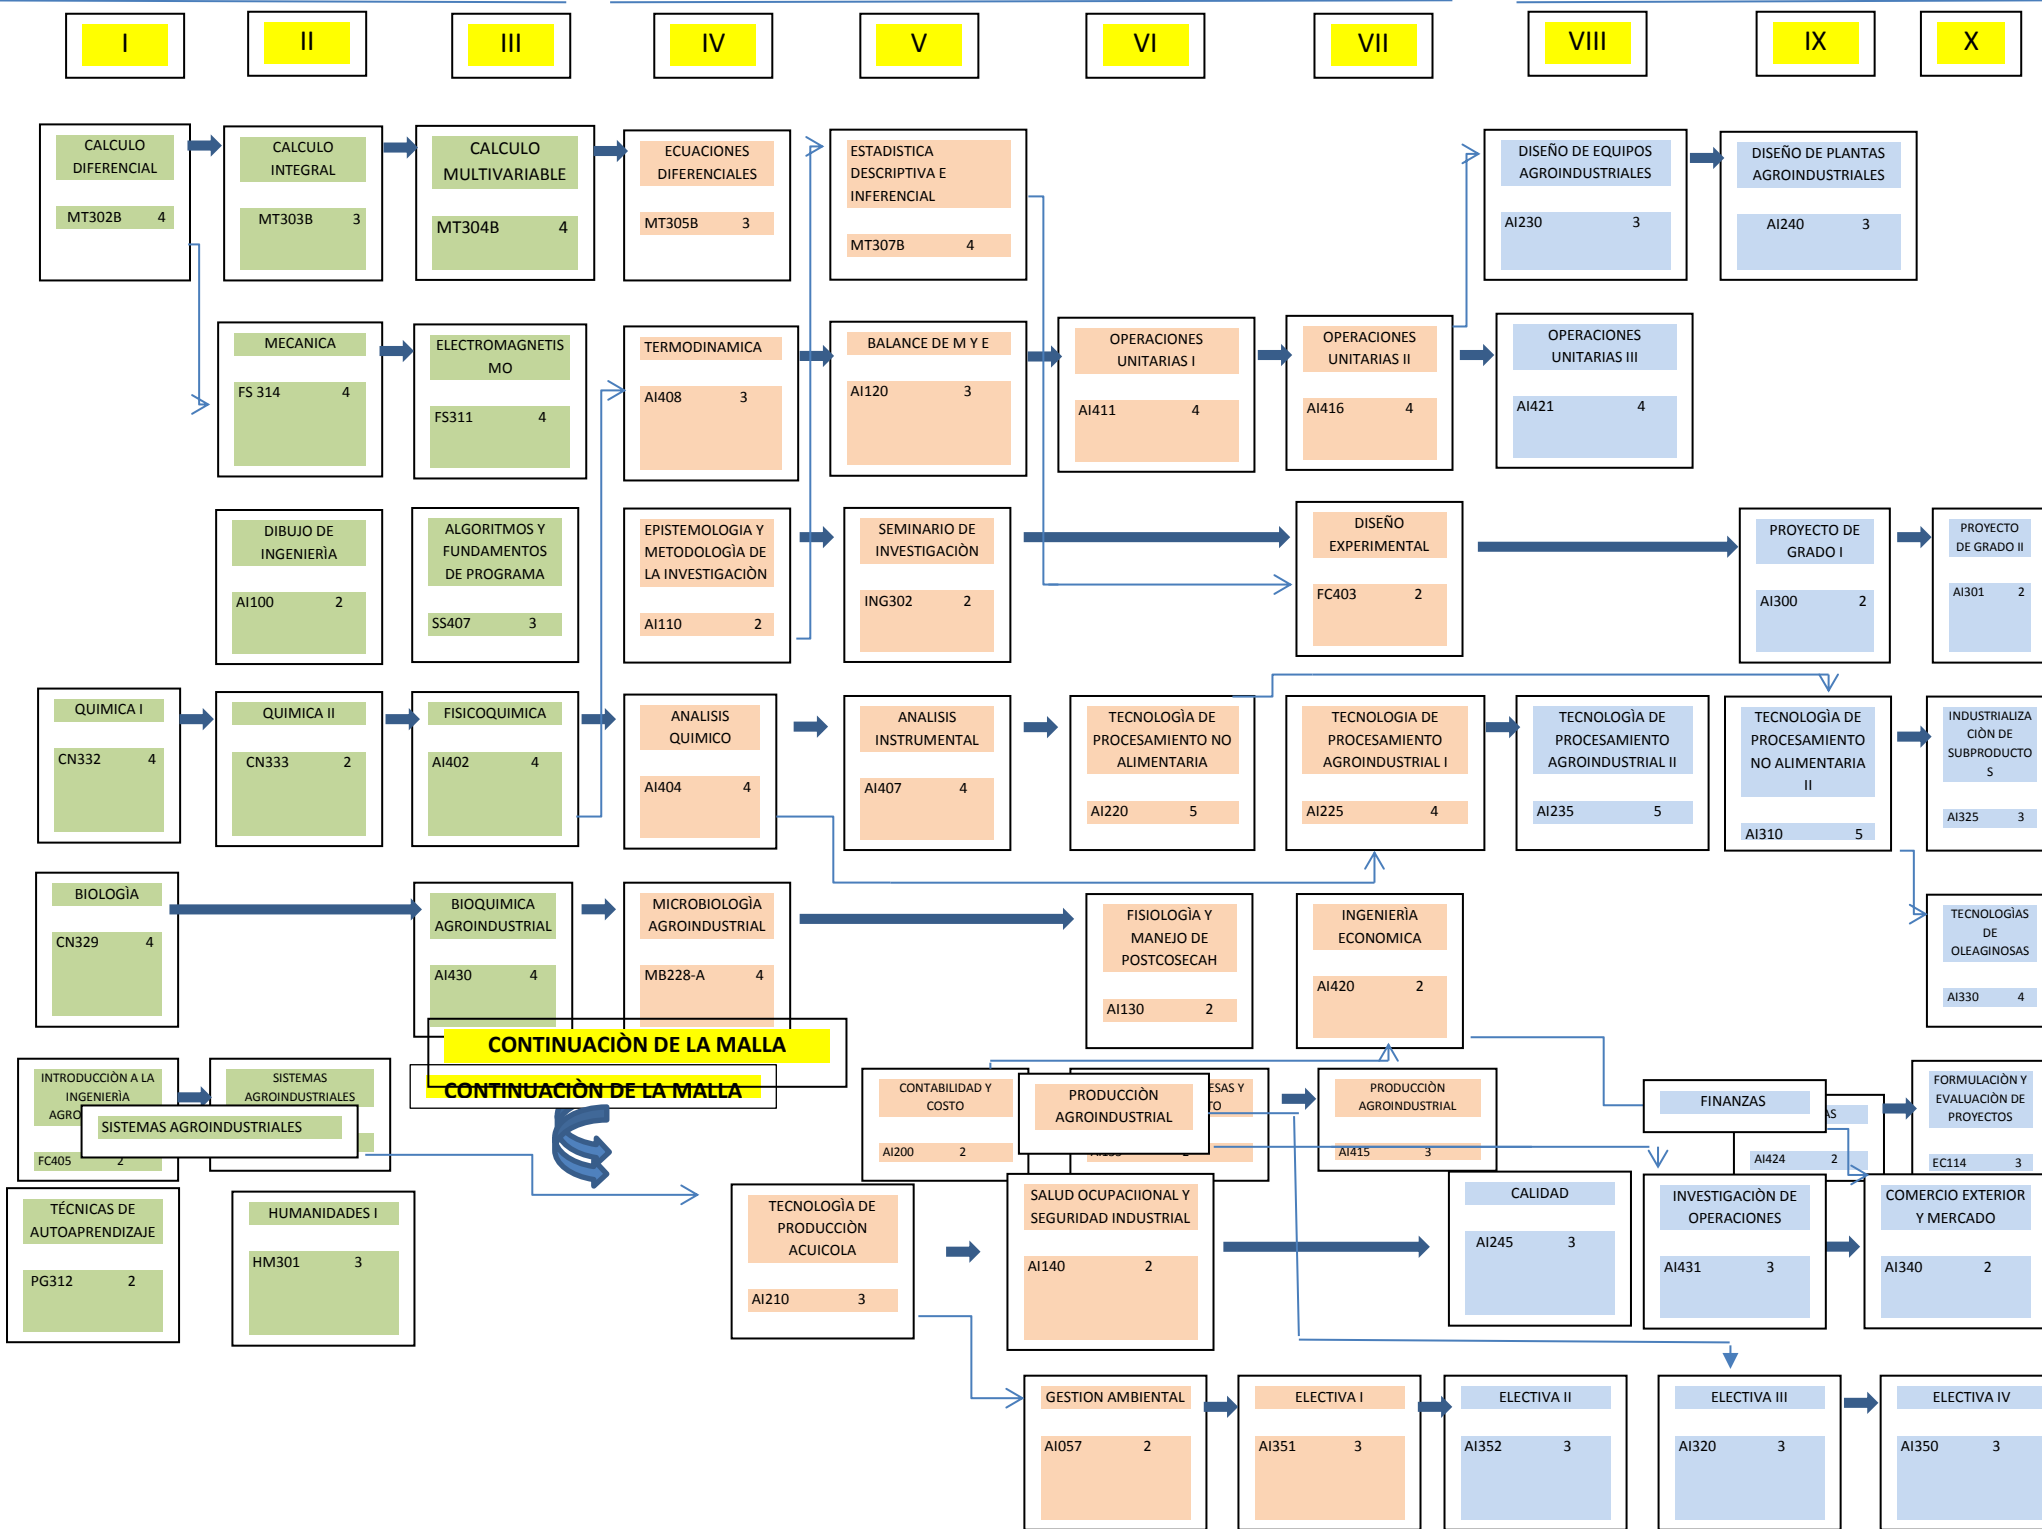 I
II
III
IV
V
VI
VII
VIII
IX
X
CALCULO
DIFERENCIAL
MT302B 4
CALCULO
INTEGRAL
MT303B 3
CALCULO
MULTIVARIABLE
MT304B 4
ECUACIONES
DIFERENCIALES
MT305B 3
ESTADISTICA
DESCRIPTIVA E
INFERENCIAL
MT307B 4
DISEÑO DE EQUIPOS
AGROINDUSTRIALES
AI230 3
DISEÑO DE PLANTAS
AGROINDUSTRIALES
AI240 3
MECANICA
FS 314 4
ELECTROMAGNETIS
MO
FS311 4
TERMODINAMICA
AI408 3
BALANCE DE M Y E
AI120 3
OPERACIONES
UNITARIAS I
AI411 4
OPERACIONES
UNITARIAS II
AI416 4
OPERACIONES
UNITARIAS III
AI421 4
DIBUJO DE
INGENIERÌA
AI100 2
ALGORITMOS Y
FUNDAMENTOS
DE PROGRAMA
SS407 3
EPISTEMOLOGIA Y
METODOLOGÌA DE
LA INVESTIGACIÒN
AI110 2
SEMINARIO DE
INVESTIGACIÒN
ING302 2
DISEÑO
EXPERIMENTAL
FC403 2
PROYECTO DE
GRADO I
AI300 2
PROYECTO
DE GRADO II
AI301 2
QUIMICA I
CN332 4
QUIMICA II
CN333 2
FISICOQUIMICA
AI402 4
ANALISIS
QUIMICO
AI404 4
ANALISIS
INSTRUMENTAL
AI407 4
TECNOLOGÌA DE
PROCESAMIENTO NO
ALIMENTARIA
AI220 5
TECNOLOGIA DE
PROCESAMIENTO
AGROINDUSTRIAL I
AI225 4
TECNOLOGÌA DE
PROCESAMIENTO
AGROINDUSTRIAL II
AI235 5
TECNOLOGÌA DE
PROCESAMIENTO
NO ALIMENTARIA
II
AI310 5
INDUSTRIALIZA
CIÒN DE
SUBPRODUCTO
S
AI325 3
BIOLOGÌA
CN329 4
BIOQUIMICA
AGROINDUSTRIAL
AI430 4
MICROBIOLOGÌA
AGROINDUSTRIAL
MB228-A 4
FISIOLOGÌA Y
MANEJO DE
POSTCOSECAH
AI130 2
INGENIERÌA
ECONOMICA
AI420 2
TECNOLOGÌAS
DE
OLEAGINOSAS
AI330 4
CONTINUACIÒN DE LA MALLA
CONTINUACIÒN DE LA MALLA
INTRODUCCIÒN A LA
INGENIERÌA
AGRO
FC405 2
SISTEMAS
AGROINDUSTRIALES
SISTEMAS AGROINDUSTRIALES
CONTABILIDAD Y
COSTO
AI200 2
PRODUCCIÒN
AGROINDUSTRIAL
ESAS Y
TO
PRODUCCIÒN
AGROINDUSTRIAL
AI415 3
FINANZAS
AS
AI424 2
FORMULACIÒN Y
EVALUACIÒN DE
PROYECTOS
EC114 3
TÉCNICAS DE
AUTOAPRENDIZAJE
PG312 2
HUMANIDADES I
HM301 3
TECNOLOGÌA DE
PRODUCCIÒN
ACUICOLA
AI210 3
SALUD OCUPACIIONAL Y
SEGURIDAD INDUSTRIAL
AI140 2
CALIDAD
AI245 3
INVESTIGACIÒN DE
OPERACIONES
AI431 3
COMERCIO EXTERIOR
Y MERCADO
AI340 2
GESTION AMBIENTAL
AI057 2
ELECTIVA I
AI351 3
ELECTIVA II
AI352 3
ELECTIVA III
AI320 3
ELECTIVA IV
AI350 3